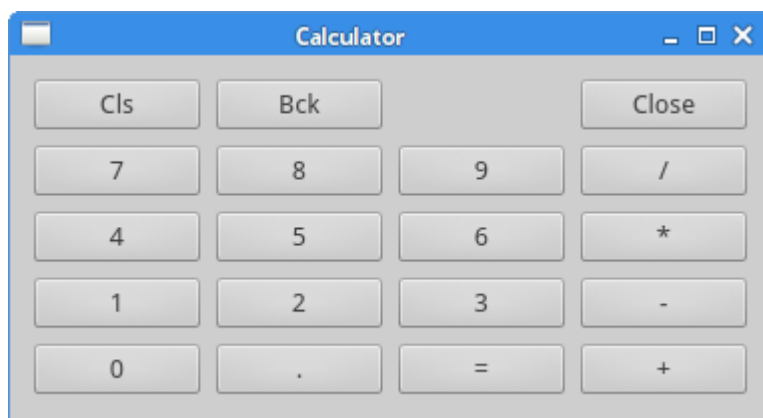 Calculator
Cls Bck Close
7 8 9 /
4 5 6 *
1 2 3 -
0 . = +